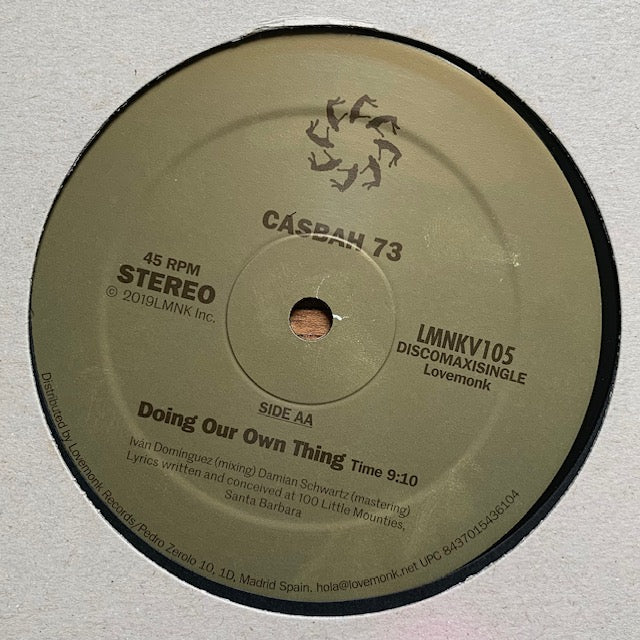 CASBAH 73
45 RPM
STEREO
© 2019LMNK Inc.
LMNKV105
DISCOMAXISINGLE
Lovemonk
SIDE AA
Doing Our Own Thing Time 9:10
Iván Domínguez (mixing) Damian Schwartz (mastering)
Lyrics written and conceived at 100 Little Mounties,
Santa Barbara
Distributed by Lovemonk Records/Pedro Zerolo 10, 1D, Madrid Spain, hola@lovemonk.net UPC 8437015436104